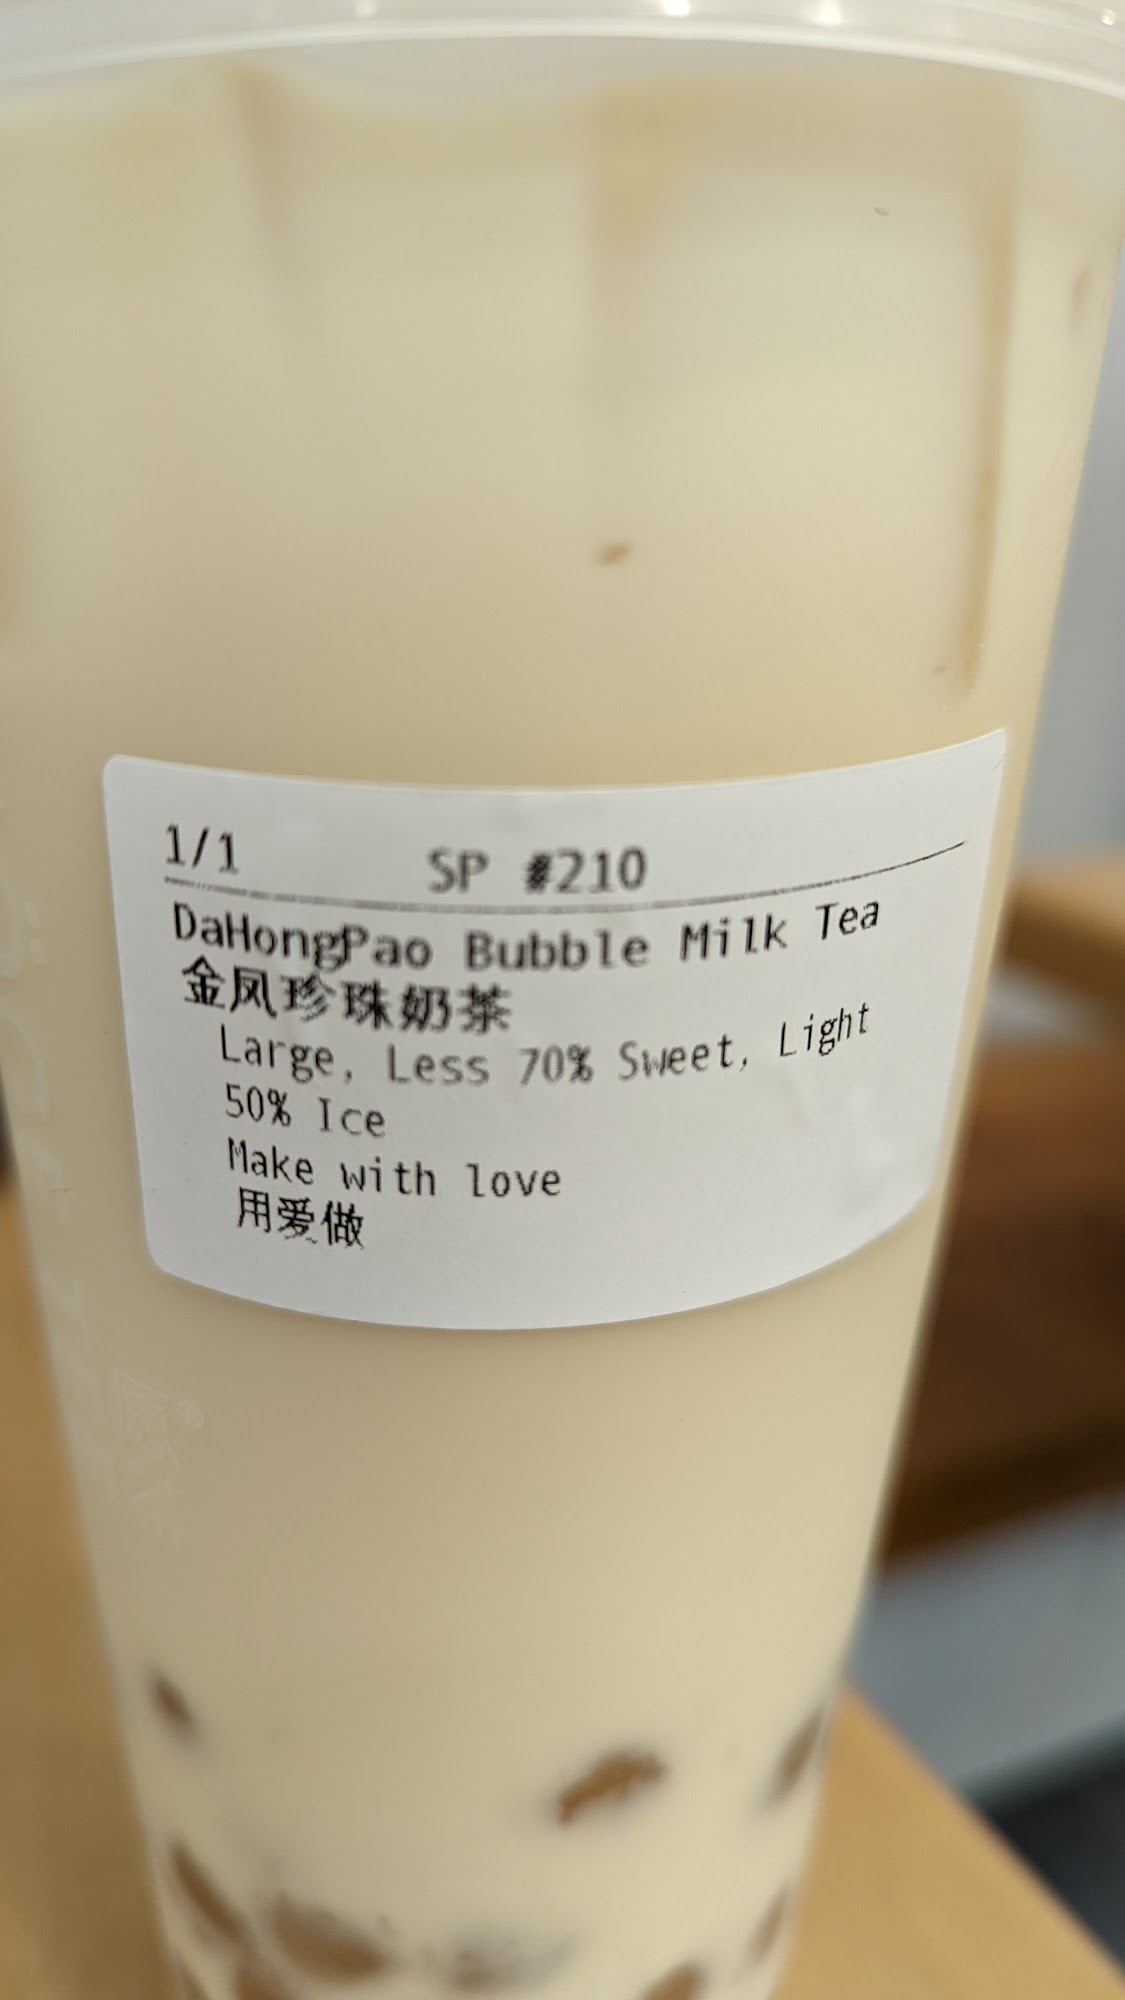 1/1 SP #210
DaHongPao Bubble Milk Tea
金凤珍珠奶茶
Large, Less 70% Sweet, Light
50% Ice
Make with love
用爱做